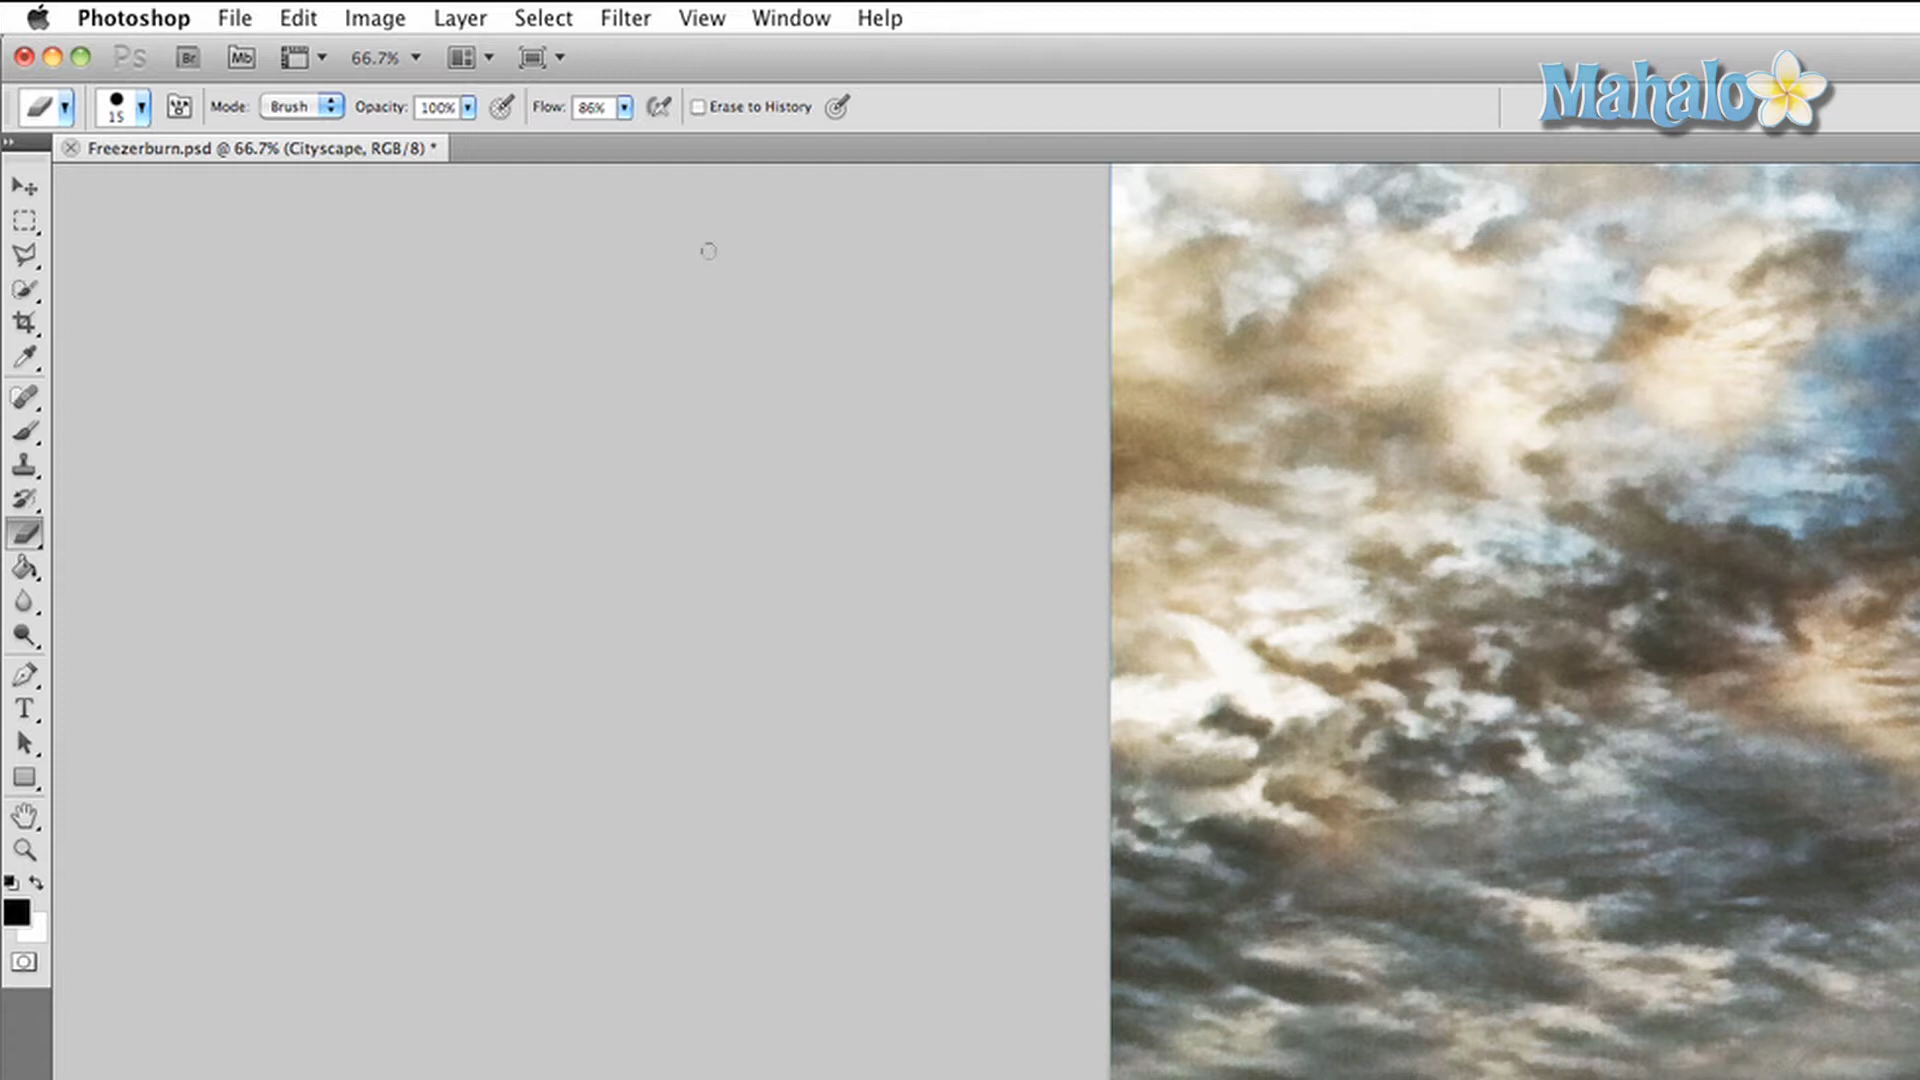 Photoshop File Edit Image Layer Select Filter View Window Help
Ps Br Mb 66.7%
Mahalo
15 Mode: Brush Opacity: 100% Flow: 86% Erase to History
Freezerburn.psd @ 66.7% (Cityscape, RGB/8) *
T